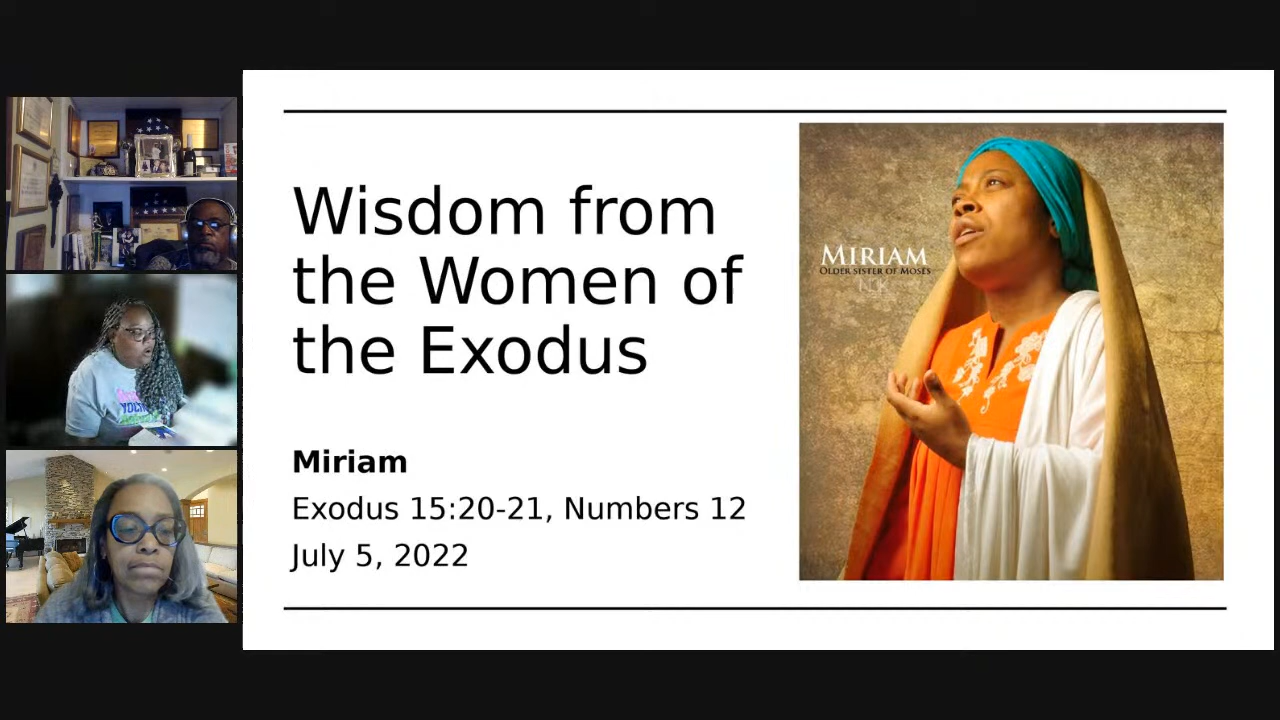 Wisdom from
the Women of
the Exodus
Miriam
Exodus 15:20-21, Numbers 12
July 5, 2022
MIRIAM
OLDER SISTER OF MOSES